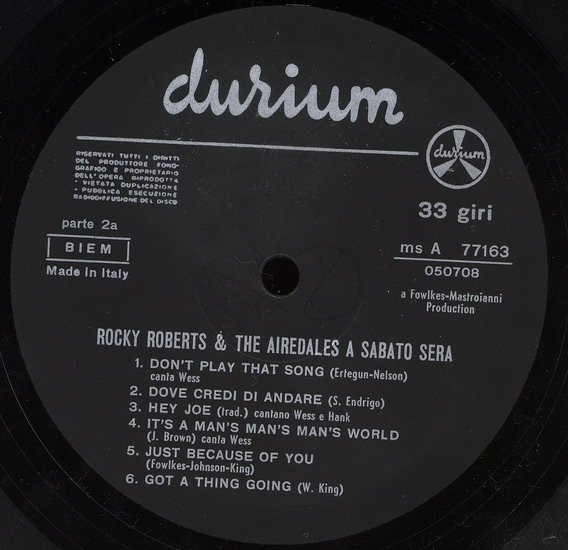 durium
durium
RISERVATI TUTTI I DIRITTI
DEL PRODUTTORE FONO-
GRAFICO E PROPRIETARIO
DELL'OPERA RIPRODOTTA
- VIETATA DUPLICAZIONE
- PUBBLICA ESECUZIONE
RADIODIFFUSIONE DEL DISCO
33 giri
parte 2a
BIEM
Made in Italy
ms A 77163
050708
a Fowlkes-Mastroianni
Production
ROCKY ROBERTS & THE AIREDALES A SABATO SERA
1. DON'T PLAY THAT SONG (Ertegun-Nelson)
canta Wess
2. DOVE CREDI DI ANDARE (S. Endrigo)
3. HEY JOE (trad.) cantano Wess e Hank
4. IT'S A MAN'S MAN'S MAN'S WORLD
(J. Brown) canta Wess
5. JUST BECAUSE OF YOU
(Fowlkes-Johnson-King)
6. GOT A THING GOING (W. King)